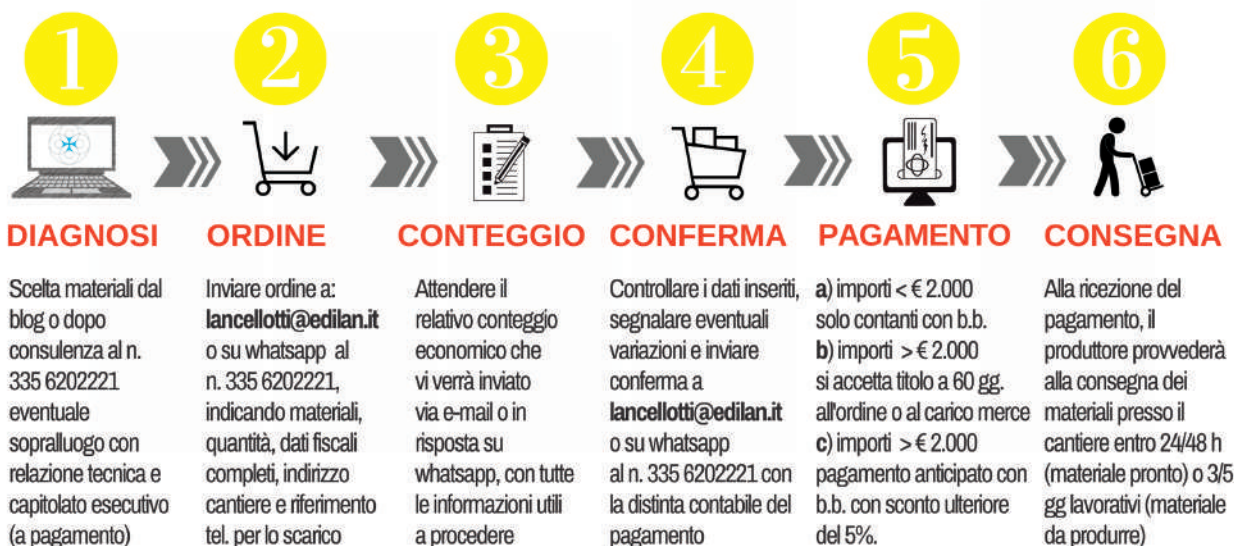 1
2
3
4
5
6
DIAGNOSI
Scelta materiali dal
blog o dopo
consulenza al n.
335 6202221
eventuale
sopralluogo con
relazione tecnica e
capitolato esecutivo
(a pagamento)
ORDINE
Inviare ordine a:
lancellotti@edilan.it
o su whatsapp al
n. 335 6202221,
indicando materiali,
quantità, dati fiscali
completi, indirizzo
cantiere e riferimento
tel. per lo scarico
CONTEGGIO
Attendere il
relativo conteggio
economico che
vi verrà inviato
via e-mail o in
risposta su
whatsapp, con tutte
le informazioni utili
a procedere
CONFERMA
Controllare i dati inseriti,
segnalare eventuali
variazioni e inviare
conferma a
lancellotti@edilan.it
o su whatsapp
al n. 335 6202221 con
la distinta contabile del
pagamento
PAGAMENTO
a) importi < € 2.000
solo contanti con b.b.
b) importi > € 2.000
si accetta titolo a 60 gg.
all'ordine o al carico merce
c) importi > € 2.000
pagamento anticipato con
b.b. con sconto ulteriore
del 5%.
CONSEGNA
Alla ricezione del
pagamento, il
produttore provvederà
alla consegna dei
materiali presso il
cantiere entro 24/48 h
(materiale pronto) o 3/5
gg lavorativi (materiale
da produrre)